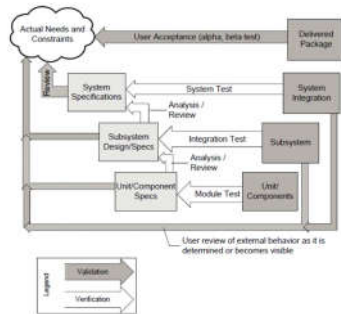 Actual Needs and
Constraints
User Acceptance (alpha, beta test)
Delivered
Package
Review
System
Specifications
System Test
System
Integration
Analysis /
Review
Subsystem
Design/Specs
Integration Test
Subsystem
Analysis /
Review
Unit/Component
Specs
Module Test
Unit/
Components
User review of external behavior as it is
determined or becomes visible
Legend
Validation
Verification